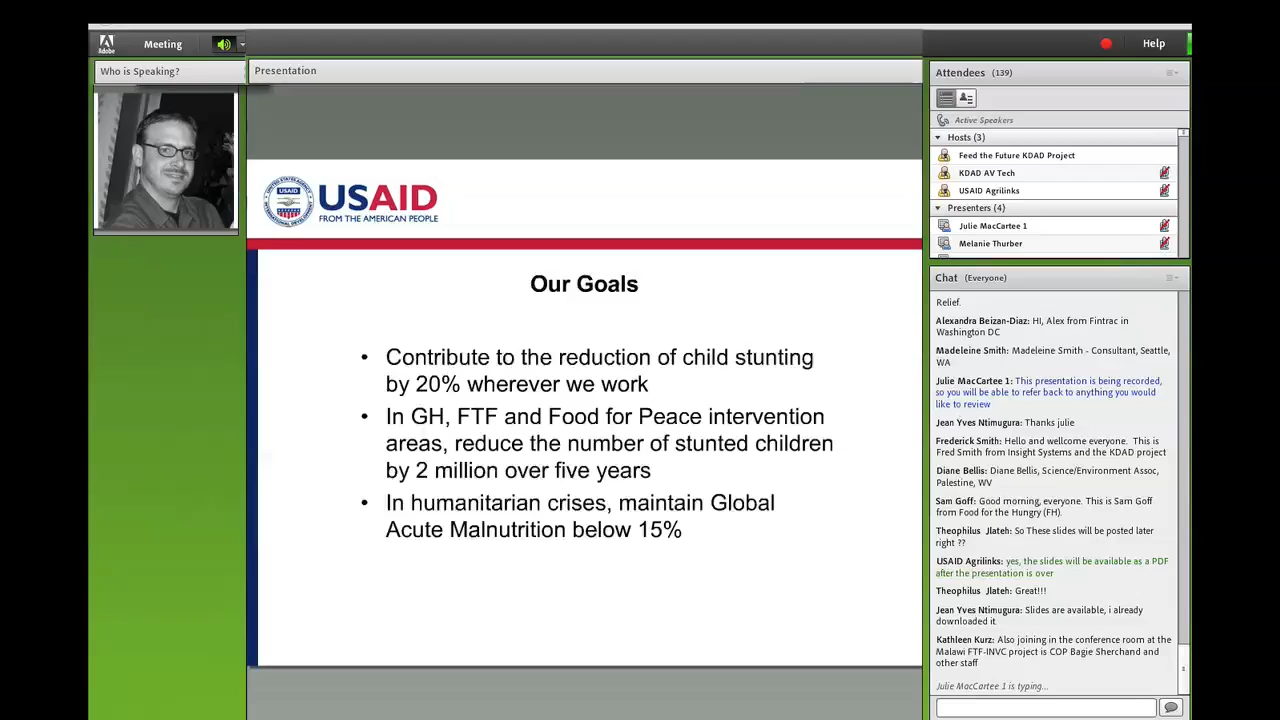 Adobe
Meeting
Help
Who is Speaking?
Presentation
USAID
USAID
FROM THE AMERICAN PEOPLE
Our Goals
• Contribute to the reduction of child stunting
by 20% wherever we work
• In GH, FTF and Food for Peace intervention
areas, reduce the number of stunted children
by 2 million over five years
• In humanitarian crises, maintain Global
Acute Malnutrition below 15%
Attendees (139)
Active Speakers
Hosts (3)
Feed the Future KDAD Project
KDAD AV Tech
USAID Agrilinks
Presenters (4)
Julie MacCartee 1
Melanie Thurber
Chat (Everyone)
Relief.
Alexandra Beizan-Diaz: HI, Alex from Fintrac in
Washington DC
Madeleine Smith: Madeleine Smith - Consultant, Seattle,
WA
Julie MacCartee 1: This presentation is being recorded,
so you will be able to refer back to anything you would
like to review
Jean Yves Ntimugura: Thanks julie
Frederick Smith: Hello and wellcome everyone. This is
Fred Smith from Insight Systems and the KDAD project
Diane Bellis: Diane Bellis, Science/Environment Assoc,
Palestine, WV
Sam Goff: Good morning, everyone. This is Sam Goff
from Food for the Hungry (FH).
Theophilus Jlateh: So These slides will be posted later
right ??
USAID Agrilinks: yes, the slides will be available as a PDF
after the presentation is over
Theophilus Jlateh: Great!!!
Jean Yves Ntimugura: Slides are available, i already
downloaded it
Kathleen Kurz: Also joining in the conference room at the
Malawi FTF-INVC project is COP Bagie Sherchand and
other staff
Julie MacCartee 1 is typing...